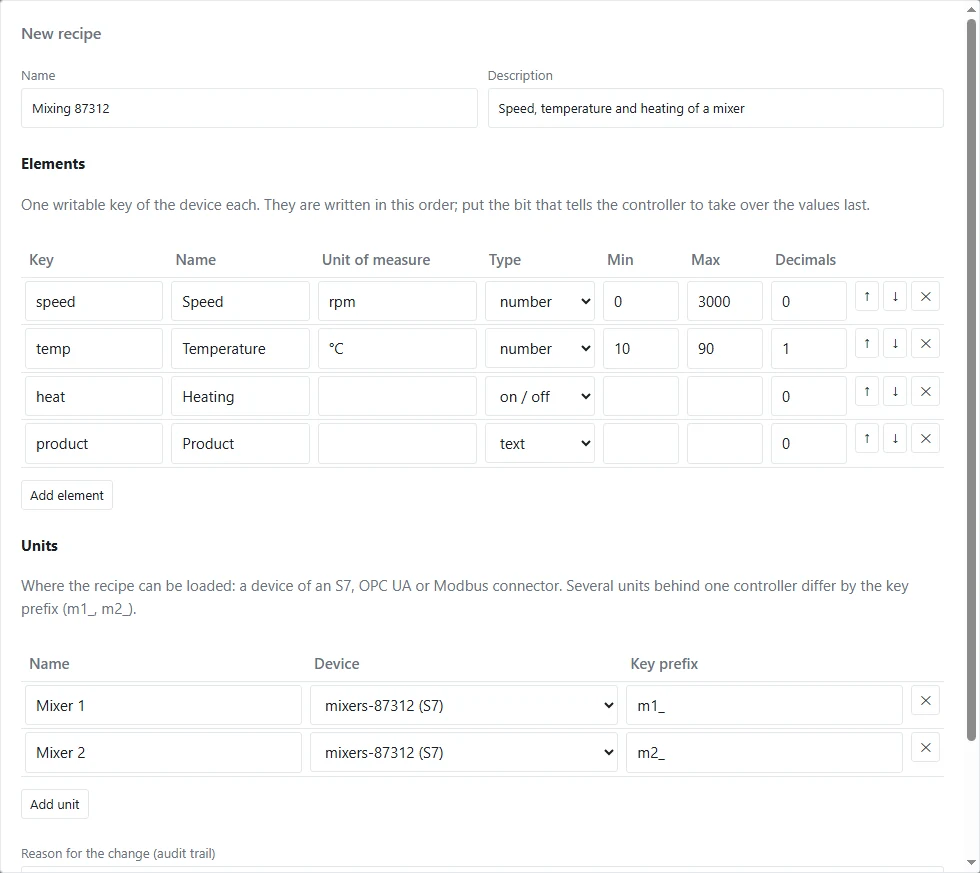 New recipe
Name Description
Mixing 87312 Speed, temperature and heating of a mixer
Elements
One writable key of the device each. They are written in this order; put the bit that tells the controller to take over the values last.
Key Name Unit of measure Type Min Max Decimals
speed Speed rpm number 0 3000 0 ↑ ↓ ×
temp Temperature °C number 10 90 1 ↑ ↓ ×
heat Heating on / off 0 ↑ ↓ ×
product Product text 0 ↑ ↓ ×
Add element
Units
Where the recipe can be loaded: a device of an S7, OPC UA or Modbus connector. Several units behind one controller differ by the key
prefix (m1_, m2_).
Name Device Key prefix
Mixer 1 mixers-87312 (S7) m1_ ×
Mixer 2 mixers-87312 (S7) m2_ ×
Add unit
Reason for the change (audit trail)